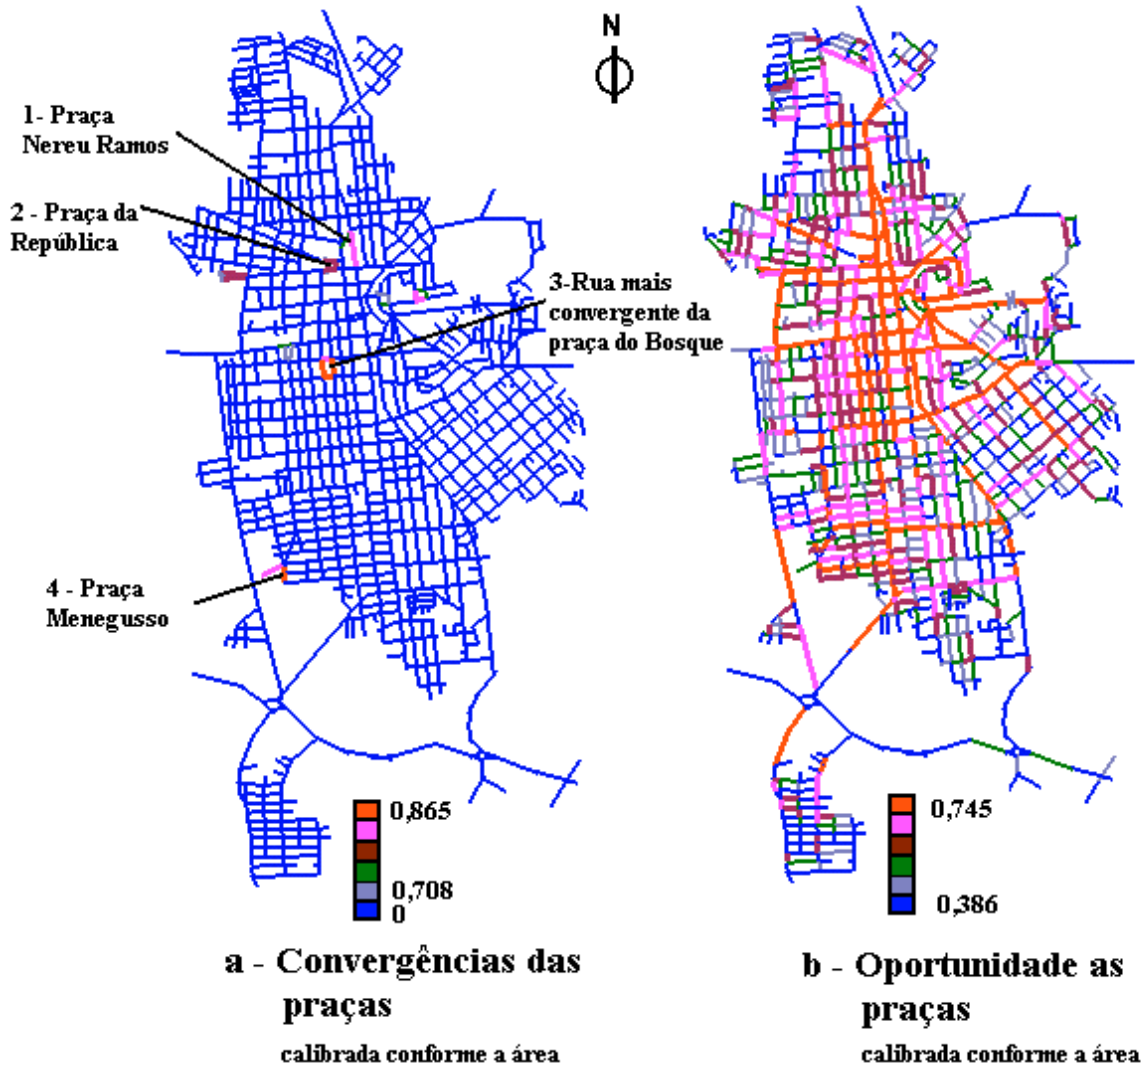 N
1- Praça
Nereu Ramos
2 - Praça da
República
3-Rua mais
convergente da
praça do Bosque
4 - Praça
Menegusso
0,865
0,708
0
0,745
0,386
a - Convergências das
praças
calibrada conforme a área
b - Oportunidade as
praças
calibrada conforme a área